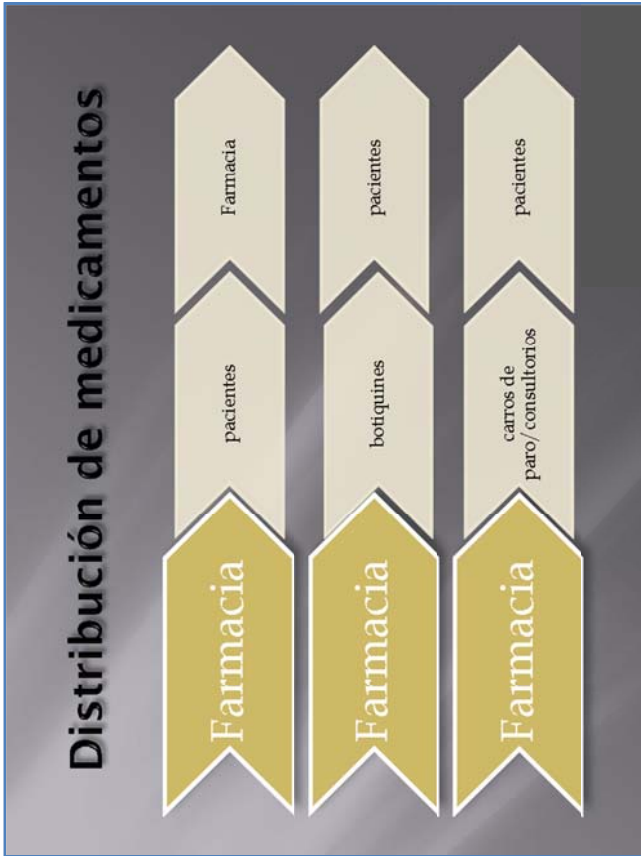 Distribución de medicamentos
Farmacia
pacientes
Farmacia
Farmacia
botiquines
pacientes
Farmacia
carros de
paro/consultorios
pacientes